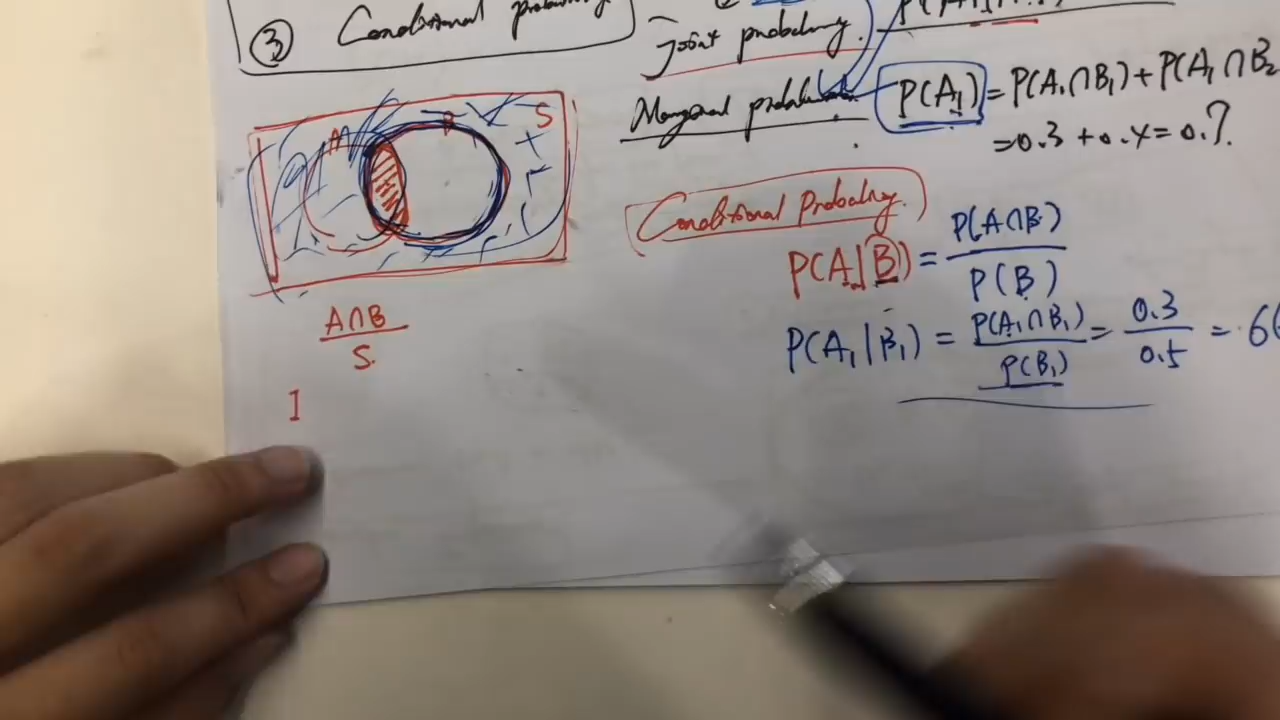 ③ Conditional probability
Joint probability.
Marginal probability P(A₁) = P(A₁∩B₁) + P(A₁∩B₂
= 0.3 + 0.4 = 0.7.
A B S
Conditional Probability.
P(A|B) = P(A∩B) / P(B)
P(A₁|B₁) = P(A₁∩B₁) / P(B₁) = 0.3 / 0.5 =
A∩B
S.
I